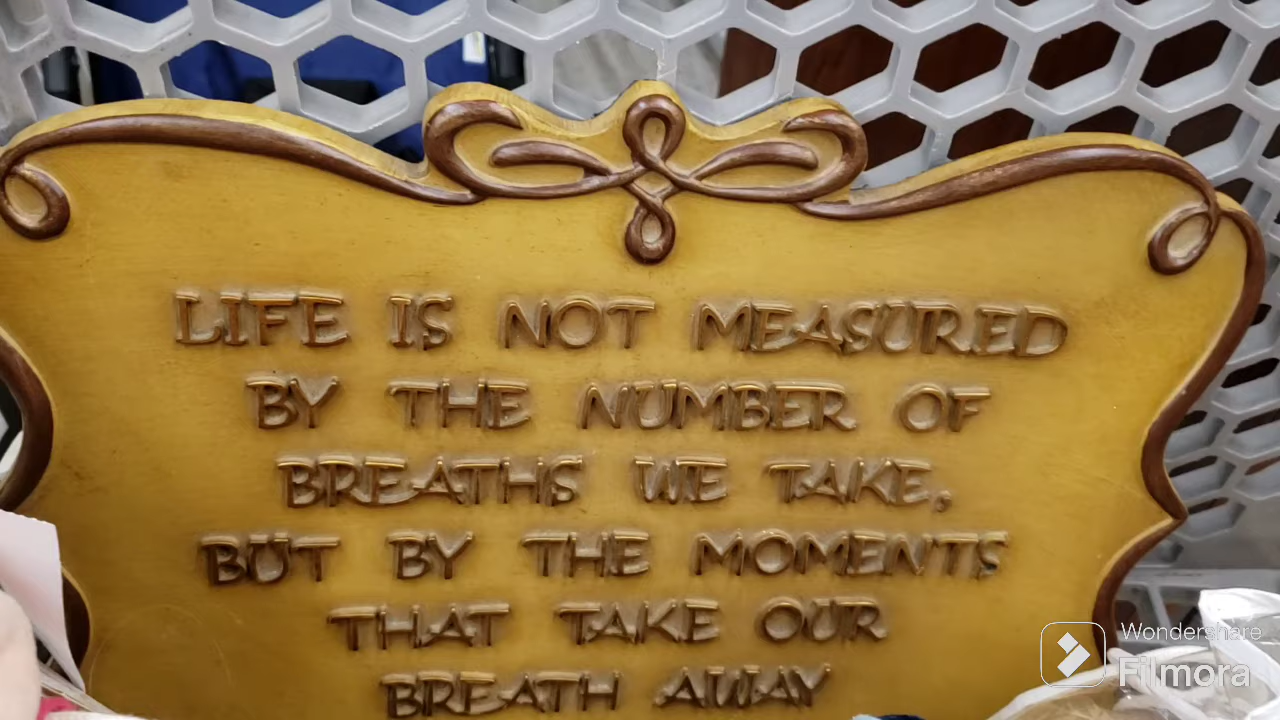 LIFE IS NOT MEASURED
BY THE NUMBER OF
BREATHS WE TAKE,
BUT BY THE MOMENTS
THAT TAKE OUR
BREATH AWAY
Wondershare
Filmora